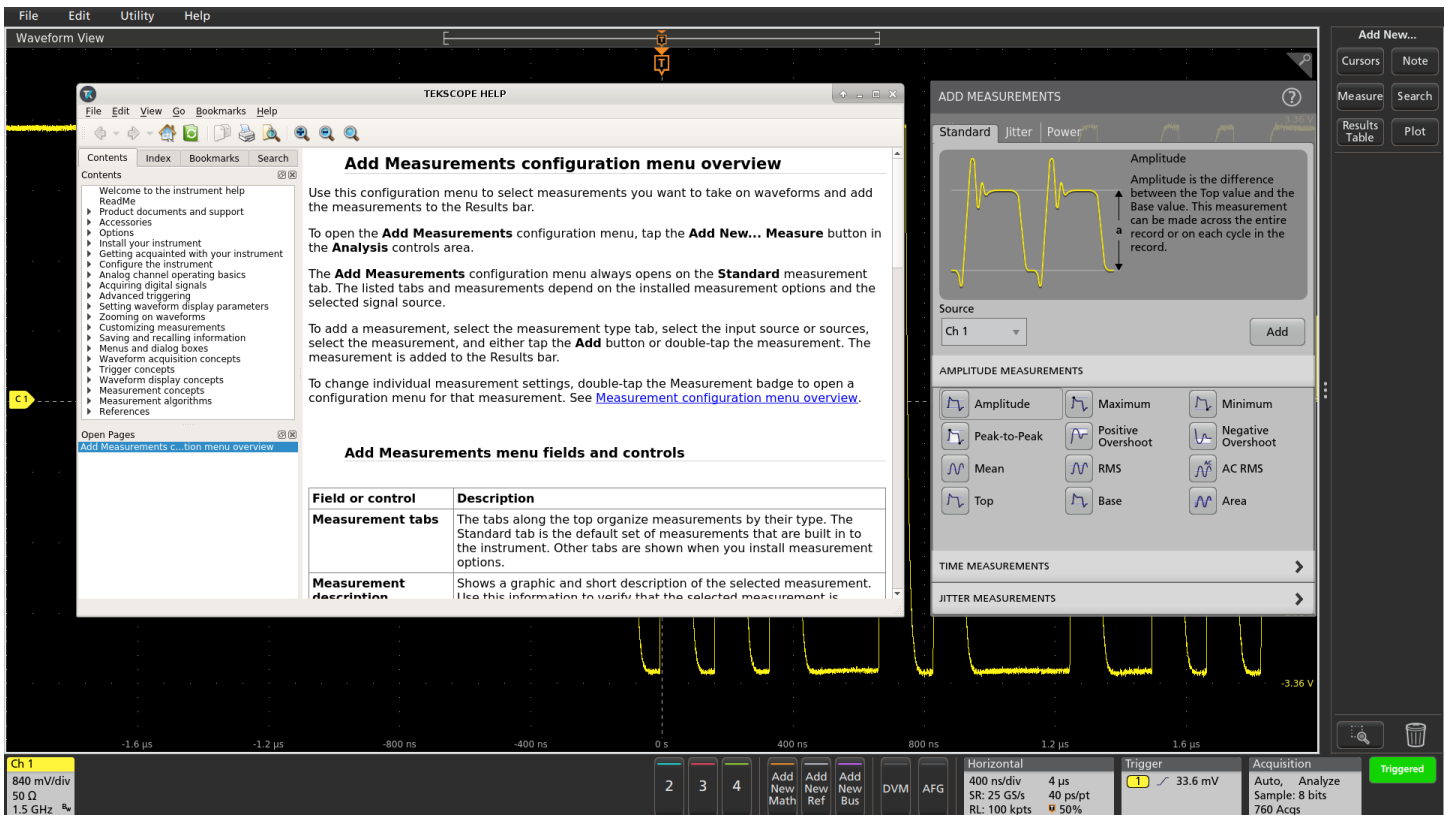 File Edit Utility Help
Waveform View
T
T
Add New...
Cursors Note
Measure Search
Results Table Plot
TEKSCOPE HELP
File Edit View Go Bookmarks Help
Contents Index Bookmarks Search
Contents
Welcome to the instrument help
ReadMe
Product documents and support
Accessories
Options
Install your instrument
Getting acquainted with your instrument
Configure the instrument
Analog channel operating basics
Acquiring digital signals
Advanced triggering
Setting waveform display parameters
Zooming on waveforms
Customizing measurements
Saving and recalling information
Menus and dialog boxes
Waveform acquisition concepts
Trigger concepts
Waveform display concepts
Measurement concepts
Measurement algorithms
References
Open Pages
Add Measurements c...tion menu overview
Add Measurements configuration menu overview
Use this configuration menu to select measurements you want to take on waveforms and add
the measurements to the Results bar.
To open the Add Measurements configuration menu, tap the Add New... Measure button in
the Analysis controls area.
The Add Measurements configuration menu always opens on the Standard measurement
tab. The listed tabs and measurements depend on the installed measurement options and the
selected signal source.
To add a measurement, select the measurement type tab, select the input source or sources,
select the measurement, and either tap the Add button or double-tap the measurement. The
measurement is added to the Results bar.
To change individual measurement settings, double-tap the Measurement badge to open a
configuration menu for that measurement. See Measurement configuration menu overview.
Add Measurements menu fields and controls
Field or control Description
Measurement tabs The tabs along the top organize measurements by their type. The
Standard tab is the default set of measurements that are built in to
the instrument. Other tabs are shown when you install measurement
options.
Measurement Shows a graphic and short description of the selected measurement.
description Use this information to verify that the selected measurement is
ADD MEASUREMENTS ?
3.36 V
Standard Jitter Power
Amplitude
Amplitude is the difference
between the Top value and the
Base value. This measurement
can be made across the entire
record or on each cycle in the
record.
a
Source
Ch 1 Add
AMPLITUDE MEASUREMENTS
Amplitude Maximum Minimum
Peak-to-Peak Positive Overshoot Negative Overshoot
Mean RMS AC RMS
Top Base Area
TIME MEASUREMENTS
JITTER MEASUREMENTS
C 1
-3.36 V
-1.6 µs -1.2 µs -800 ns -400 ns 0 s 400 ns 800 ns 1.2 µs 1.6 µs
Ch 1
840 mV/div
50 Ω
1.5 GHz Bw
2 3 4
Add New Math
Add New Ref
Add New Bus
DVM AFG
Horizontal
400 ns/div 4 µs
SR: 25 GS/s 40 ps/pt
RL: 100 kpts 50%
Trigger
1 33.6 mV
Acquisition
Auto, Analyze
Sample: 8 bits
760 Acqs
Triggered